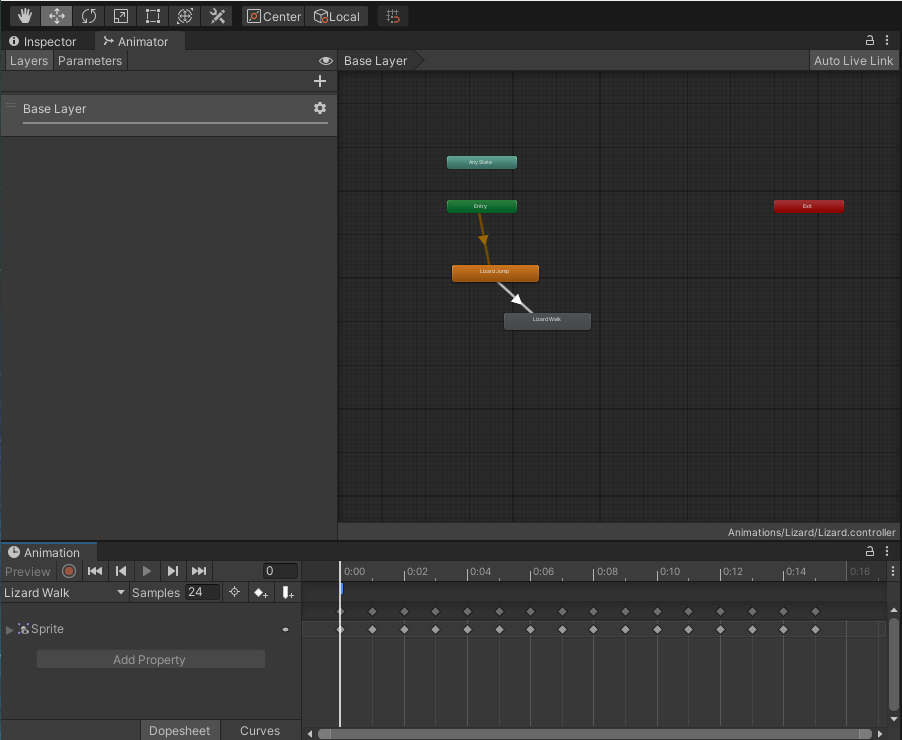 Center Local
Inspector Animator
Layers Parameters Base Layer Auto Live Link
Base Layer
Any State
Entry Exit
Lizard Jump
Lizard Walk
Animations/Lizard/Lizard.controller
Animation
Preview 0 0:00 0:02 0:04 0:06 0:08 0:10 0:12 0:14 0:16
Lizard Walk Samples 24
Sprite
Add Property
Dopesheet Curves